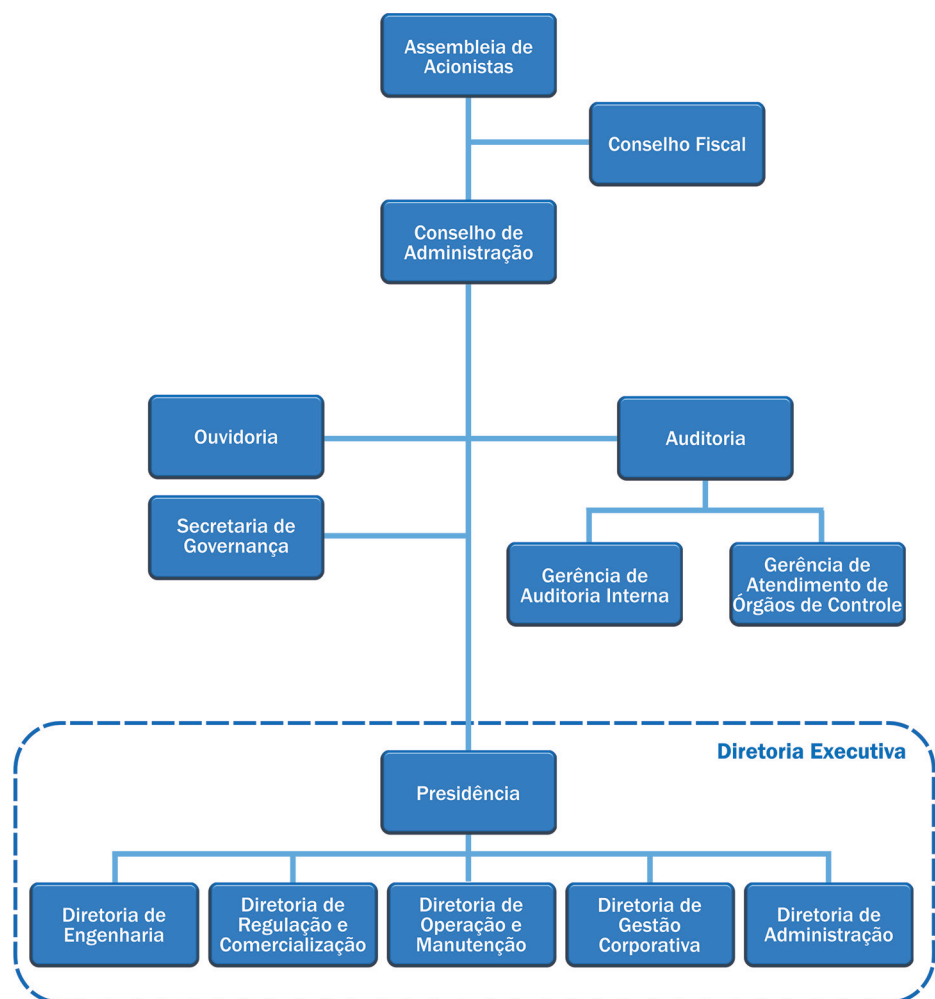 Assembleia de
Acionistas
Conselho Fiscal
Conselho de
Administração
Ouvidoria
Auditoria
Secretaria de
Governança
Gerência de
Auditoria Interna
Gerência de
Atendimento de
Órgãos de Controle
Diretoria Executiva
Presidência
Diretoria de
Engenharia
Diretoria de
Regulação e
Comercialização
Diretoria de
Operação e
Manutenção
Diretoria de
Gestão
Corporativa
Diretoria de
Administração